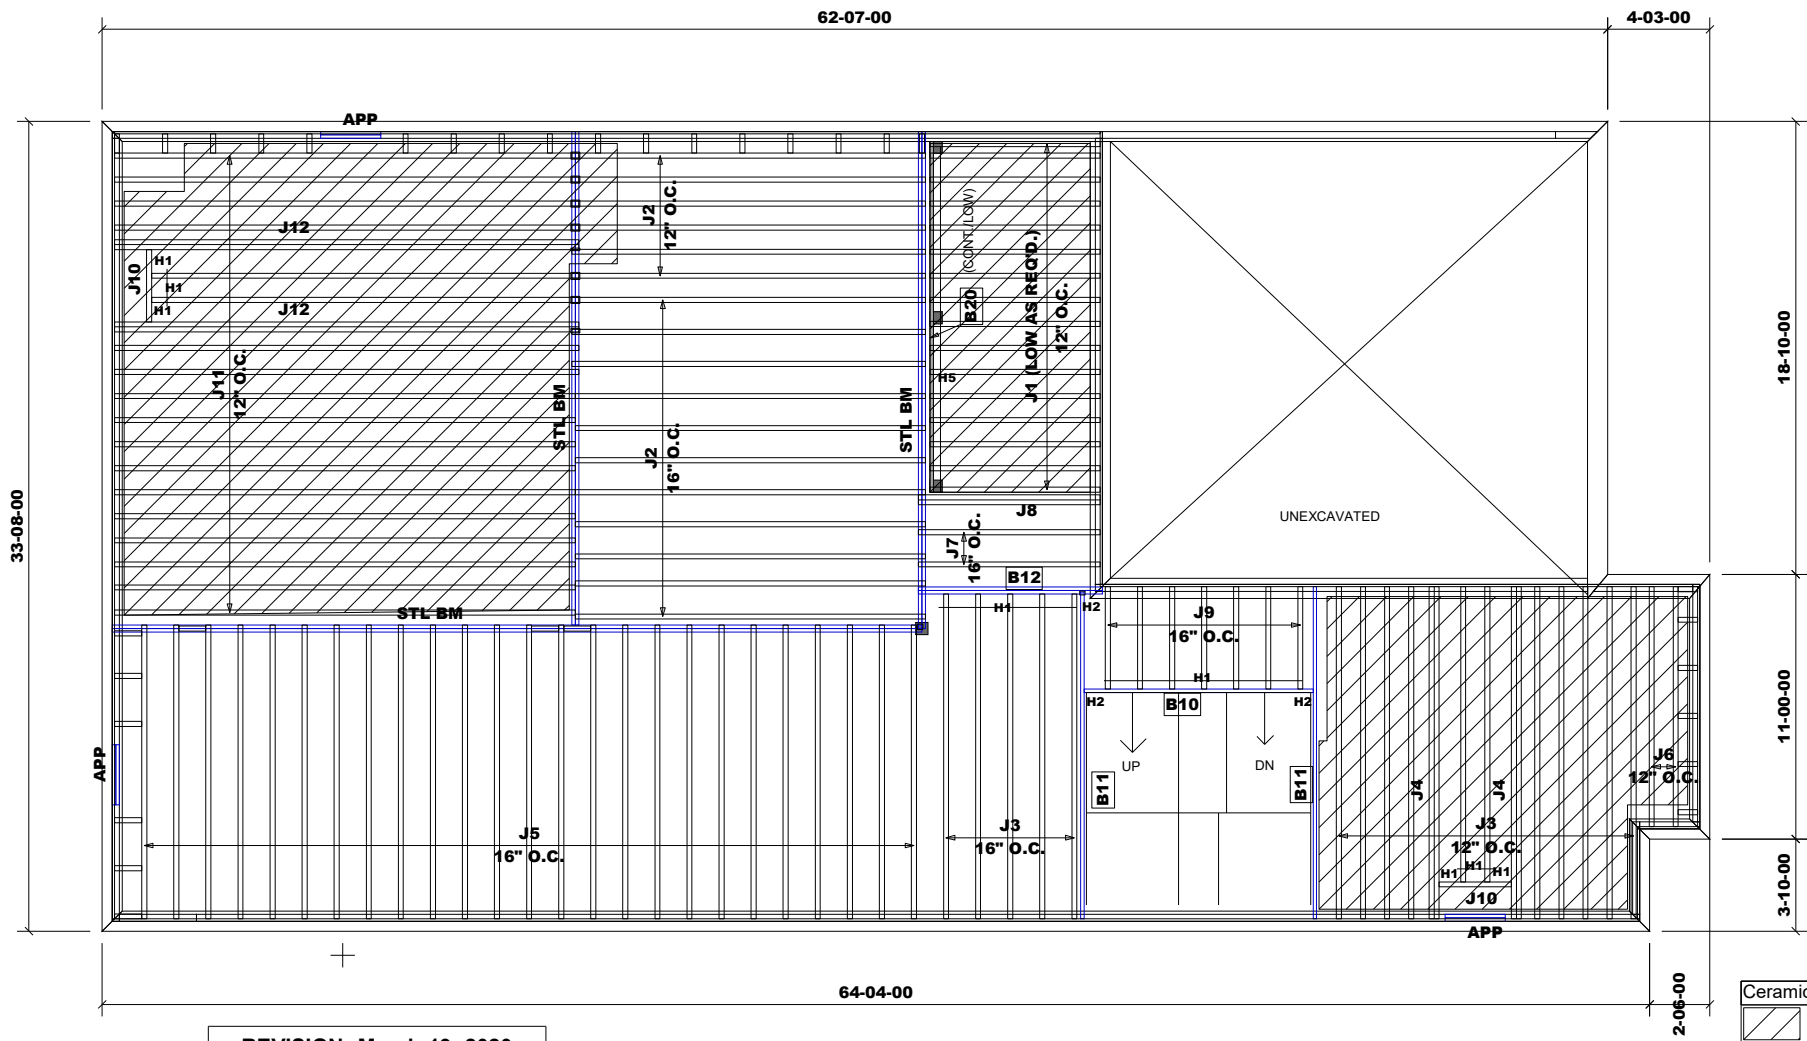 62-07-00
4-03-00
APP
J2
12" O.C.
J12
(CONT./LOW)
J10
H1
H1
H1
J12
B20
J1 (LOW AS REQ'D.)
12" O.C.
18-10-00
J11
12" O.C.
STL BM
STL BM
H5
J2
16" O.C.
33-08-00
J8
UNEXCAVATED
J7
16" O.C.
B12
STL BM
H1
H2
J9
16" O.C.
H1
H2
B10
H2
11-00-00
APP
UP
DN
B11
B11
J4
J4
J6
12" O.C.
J5
16" O.C.
J3
16" O.C.
J3
12" O.C.
H1
H1
H1
J10
APP
3-10-00
64-04-00
2-06-00
Ceramic